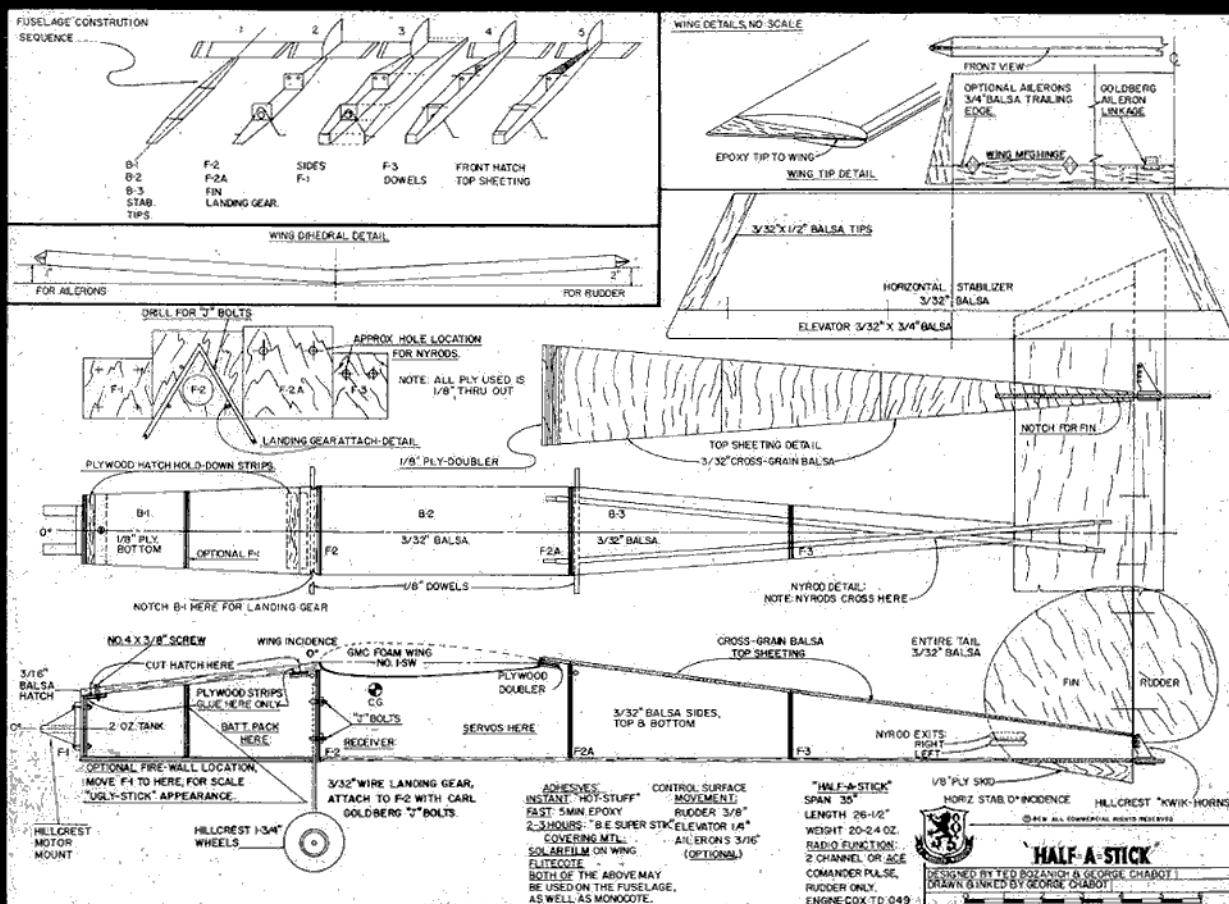 FUSELAGE CONSTRUTION
SEQUENCE
1 2 3 4 5
B-1
B-2
B-3
STAB.
TIPS.
F-2
F-2A
FIN
LANDING GEAR.
SIDES
F-1
F-3
DOWELS
FRONT HATCH
TOP SHEETING
WING DETAILS, NO SCALE
FRONT VIEW
EPOXY TIP TO WING
WING TIP DETAIL
OPTIONAL AILERONS
3/4" BALSA TRAILING
EDGE.
GOLDBERG
AILERON
LINKAGE
WING MFGHINGE
WING DIHEDRAL DETAIL
1"
2"
FOR AILERONS
FOR RUDDER
3/32" X 1/2" BALSA TIPS
HORIZONTAL STABILIZER
3/32" BALSA
ELEVATOR 3/32" X 3/4" BALSA
DRILL FOR "J" BOLTS
APPROX HOLE LOCATION
FOR NYRODS.
F-1
F-2
F-2A
F-3
NOTE: ALL PLY USED IS
1/8" THRU OUT
LANDING GEAR ATTACH-DETAIL
1/8" PLY-DOUBLER
TOP SHEETING DETAIL
3/32" CROSS-GRAIN BALSA
NOTCH FOR FIN
PLYWOOD HATCH HOLD-DOWN STRIPS
0°
B-1
1/8" PLY.
BOTTOM
OPTIONAL F-1
F-2
B-2
3/32" BALSA.
F-2A
B-3
3/32" BALSA
F-3
1/8" DOWELS
NOTCH B-1 HERE FOR LANDING GEAR
NYROD DETAIL:
NOTE: NYRODS CROSS HERE
NO. 4 X 3/8" SCREW
CUT HATCH HERE
WING INCIDENCE
0°
GMC FOAM WING
NO. 1-SW
CROSS-GRAIN BALSA
TOP SHEETING
ENTIRE TAIL
3/32" BALSA
3/16"
BALSA
HATCH
PLYWOOD STRIPS
GLUE HERE ONLY
PLYWOOD
DOUBLER
FIN
RUDDER
0°
2 OZ. TANK
BATT. PACK
HERE
C.G.
"J" BOLTS
RECEIVER
SERVOS HERE
3/32" BALSA SIDES,
TOP & BOTTOM
NYROD EXITS:
RIGHT
LEFT
F-1
F-2
F2A
F-3
OPTIONAL FIRE-WALL LOCATION,
MOVE F-1 TO HERE, FOR SCALE
"UGLY-STICK" APPEARANCE.
3/32" WIRE LANDING GEAR,
ATTACH TO F-2 WITH CARL
GOLDBERG "J" BOLTS.
1/8" PLY SKID
HORIZ STAB. 0° INCIDENCE
HILLCREST "KWIK-HORNS
HILLCREST
MOTOR
MOUNT
HILLCREST 1-3/4"
WHEELS
ADHESIVES
INSTANT: "HOT-STUFF"
FAST: 5 MIN. EPOXY
2-3 HOURS: "B.E SUPER STIK"
COVERING MTL:
SOLARFILM ON WING
FLITECOTE
BOTH OF THE ABOVE MAY
BE USED ON THE FUSELAGE,
AS WELL AS MONOCOTE.
CONTROL SURFACE
MOVEMENT:
RUDDER 3/8"
ELEVATOR 1/4"
AILERONS 3/16"
(OPTIONAL)
"HALF-A-STICK"
SPAN 35"
LENGTH 26-1/2"
WEIGHT 20-24 OZ.
RADIO FUNCTION:
2 CHANNEL OR ACE
COMANDER PULSE,
RUDDER ONLY.
ENGINE-COX TD 049
ALL COMMERCIAL RIGHTS RESERVED
"HALF-A-STICK"
DESIGNED BY TED BOZANICH & GEORGE CHABOT
DRAWN & INKED BY GEORGE CHABOT